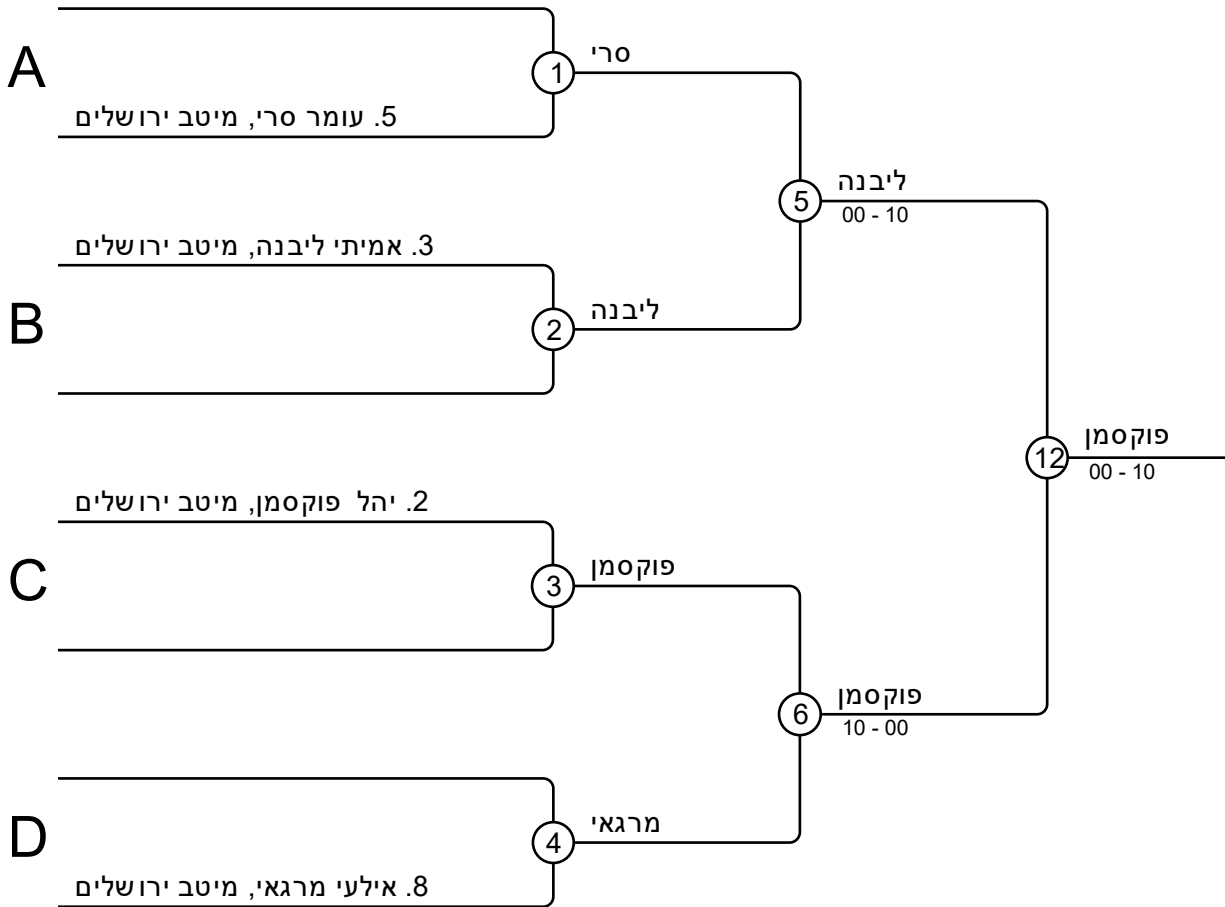 A
סרי
1
5. עומר סרי, מיטב ירושלים
ליבנה
5
00 - 10
3. אמיתי ליבנה, מיטב ירושלים
B
ליבנה
2
פוקסמן
12
00 - 10
2. יהל פוקסמן, מיטב ירושלים
C
פוקסמן
3
פוקסמן
6
10 - 00
D
מרגאי
4
8. אילעי מרגאי, מיטב ירושלים